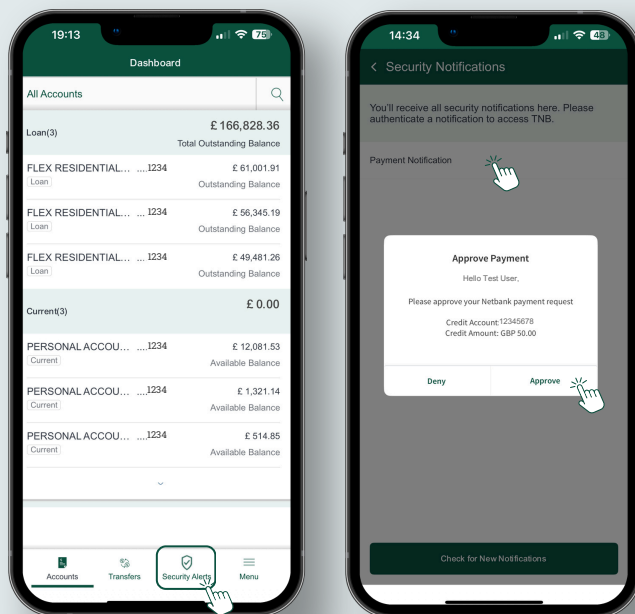 19:13
75
Dashboard
All Accounts
Loan(3)
£ 166,828.36
Total Outstanding Balance
FLEX RESIDENTIAL... ....1234
£ 61,001.91
Loan
Outstanding Balance
FLEX RESIDENTIAL... ... 1234
£ 56,345.19
Loan
Outstanding Balance
FLEX RESIDENTIAL... ... 1234
£ 49,481.26
Loan
Outstanding Balance
Current(3)
£ 0.00
PERSONAL ACCOU... ....1234
£ 12,081.53
Current
Available Balance
PERSONAL ACCOU... ....1234
£ 1,321.14
Current
Available Balance
PERSONAL ACCOU... ....1234
£ 514.85
Current
Available Balance
Accounts
Transfers
Security Alerts
Menu
14:34
48
Security Notifications
You'll receive all security notifications here. Please
authenticate a notification to access TNB.
Payment Notification
Approve Payment
Hello Test User,
Please approve your Netbank payment request
Credit Account:12345678
Credit Amount: GBP 50.00
Deny
Approve
Check for New Notifications